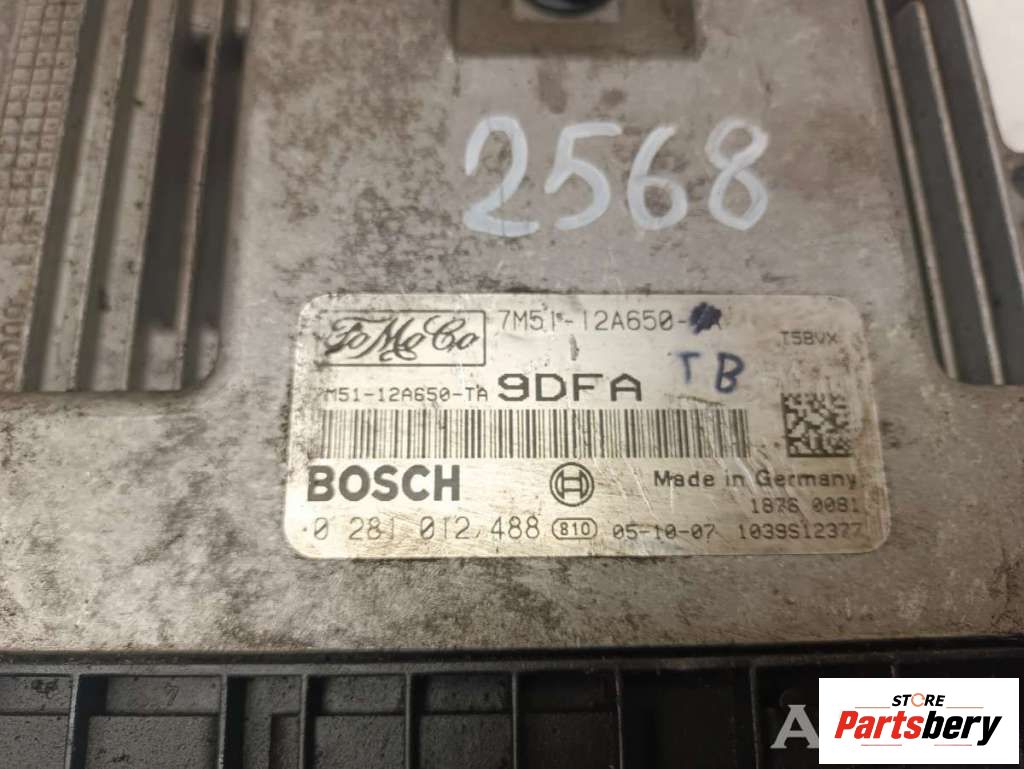 2568
FoMoCo
7M51-12A650-
TB
T5BVX
7M51-12A650-TA 9DFA
BOSCH
Made in Germany
1876 0081
0 281 012 488 810 05-10-07 1039S12377
A
STORE
Partsbery